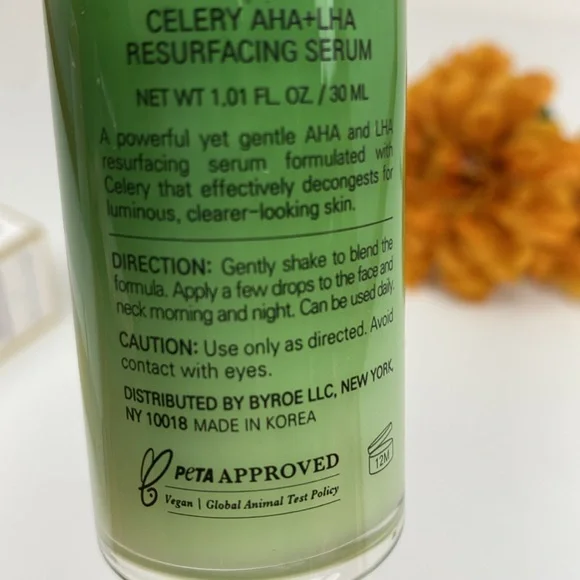 CELERY AHA+LHA
RESURFACING SERUM
NET WT 1.01 FL. OZ. / 30 ML
A powerful yet gentle AHA and LHA
resurfacing serum formulated with
Celery that effectively decongests for
luminous, clearer-looking skin.
DIRECTION: Gently shake to blend the
formula. Apply a few drops to the face and
neck morning and night. Can be used daily.
CAUTION: Use only as directed. Avoid
contact with eyes.
DISTRIBUTED BY BYROE LLC, NEW YORK,
NY 10018 MADE IN KOREA
PETA APPROVED
Vegan | Global Animal Test Policy
12M